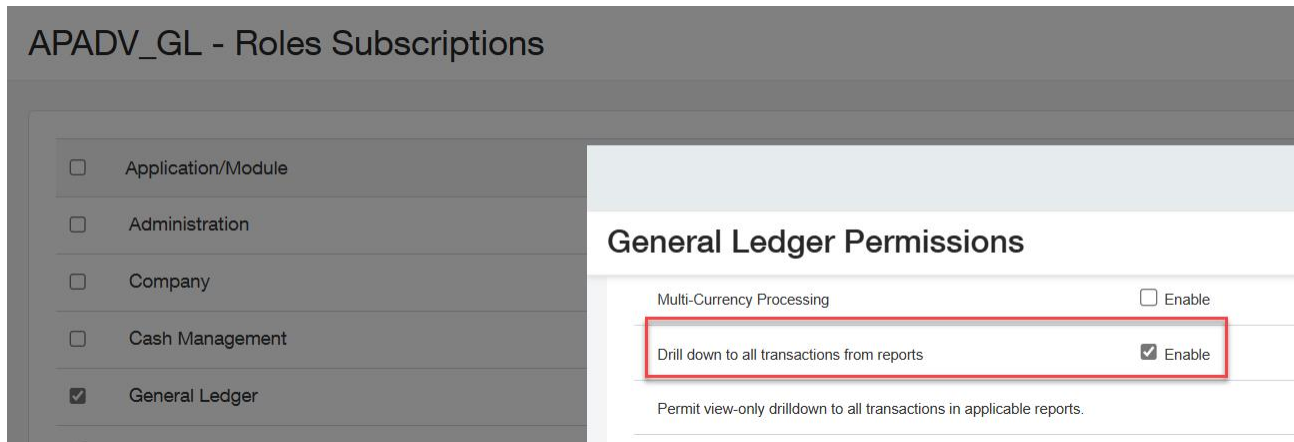 APADV_GL - Roles Subscriptions
Application/Module
Administration
Company
Cash Management
General Ledger
General Ledger Permissions
Multi-Currency Processing Enable
Drill down to all transactions from reports Enable
Permit view-only drilldown to all transactions in applicable reports.